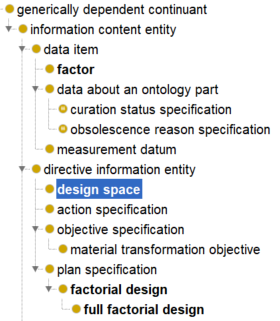 generically dependent continuant
information content entity
data item
factor
data about an ontology part
curation status specification
obsolescence reason specification
measurement datum
directive information entity
design space
action specification
objective specification
material transformation objective
plan specification
factorial design
full factorial design